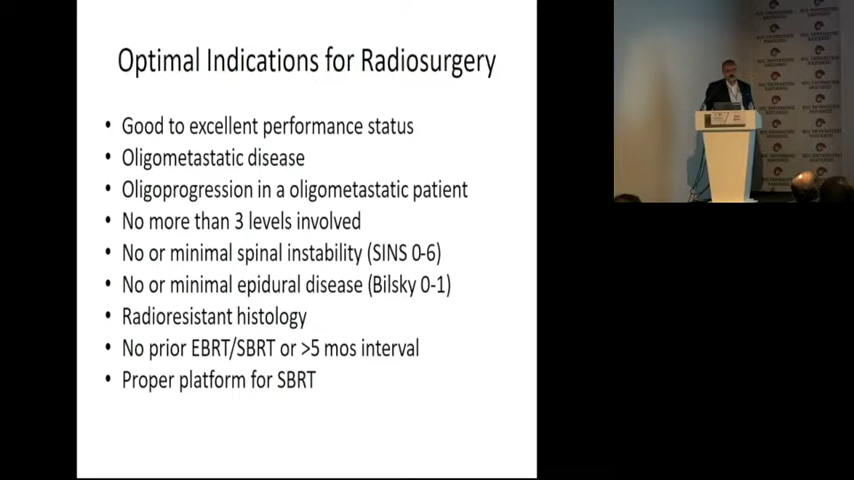 Optimal Indications for Radiosurgery
• Good to excellent performance status
• Oligometastatic disease
• Oligoprogression in a oligometastatic patient
• No more than 3 levels involved
• No or minimal spinal instability (SINS 0-6)
• No or minimal epidural disease (Bilsky 0-1)
• Radioresistant histology
• No prior EBRT/SBRT or >5 mos interval
• Proper platform for SBRT